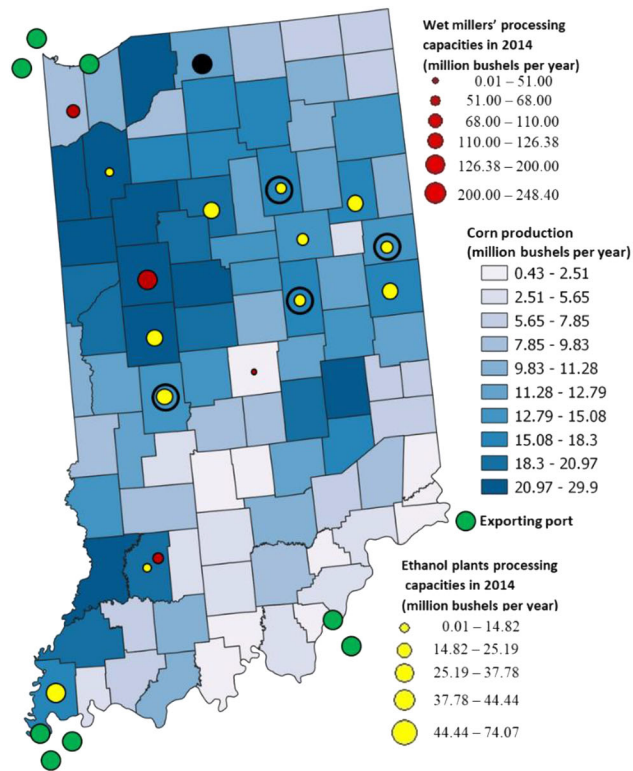 Wet millers' processing
capacities in 2014
(million bushels per year)
0.01 – 51.00
51.00 – 68.00
68.00 – 110.00
110.00 – 126.38
126.38 – 200.00
200.00 – 248.40
Corn production
(million bushels per year)
0.43 - 2.51
2.51 - 5.65
5.65 - 7.85
7.85 - 9.83
9.83 - 11.28
11.28 - 12.79
12.79 - 15.08
15.08 - 18.3
18.3 - 20.97
20.97 - 29.9
Exporting port
Ethanol plants processing
capacities in 2014
(million bushels per year)
0.01 – 14.82
14.82 – 25.19
25.19 – 37.78
37.78 – 44.44
44.44 – 74.07